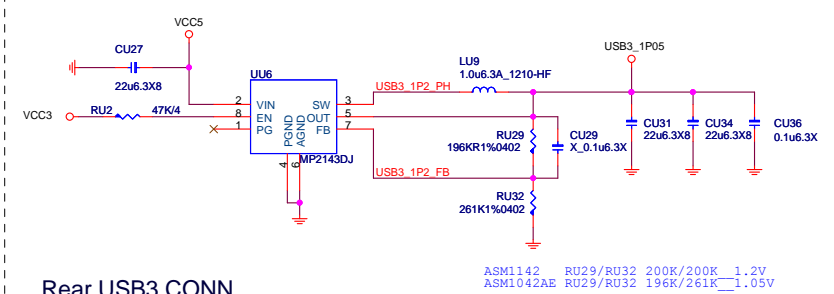 VCC5
CU27
22u6.3X8
VCC3
RU2
47K/4
UU6
2 VIN
8 EN
1 PG
SW 3
OUT 5
FB 7
PGND
AGND
4
6
MP2143DJ
USB3_1P2_PH
LU9
1.0u6.3A_1210-HF
USB3_1P05
RU29
196KR1%0402
CU29
X_0.1u6.3X
CU31
22u6.3X8
CU34
22u6.3X8
CU36
0.1u6.3X
USB3_1P2_FB
RU32
261K1%0402
ASM1142 RU29/RU32 200K/200K__1.2V
ASM1042AE RU29/RU32 196K/261K__1.05V
Rear USB3 CONN